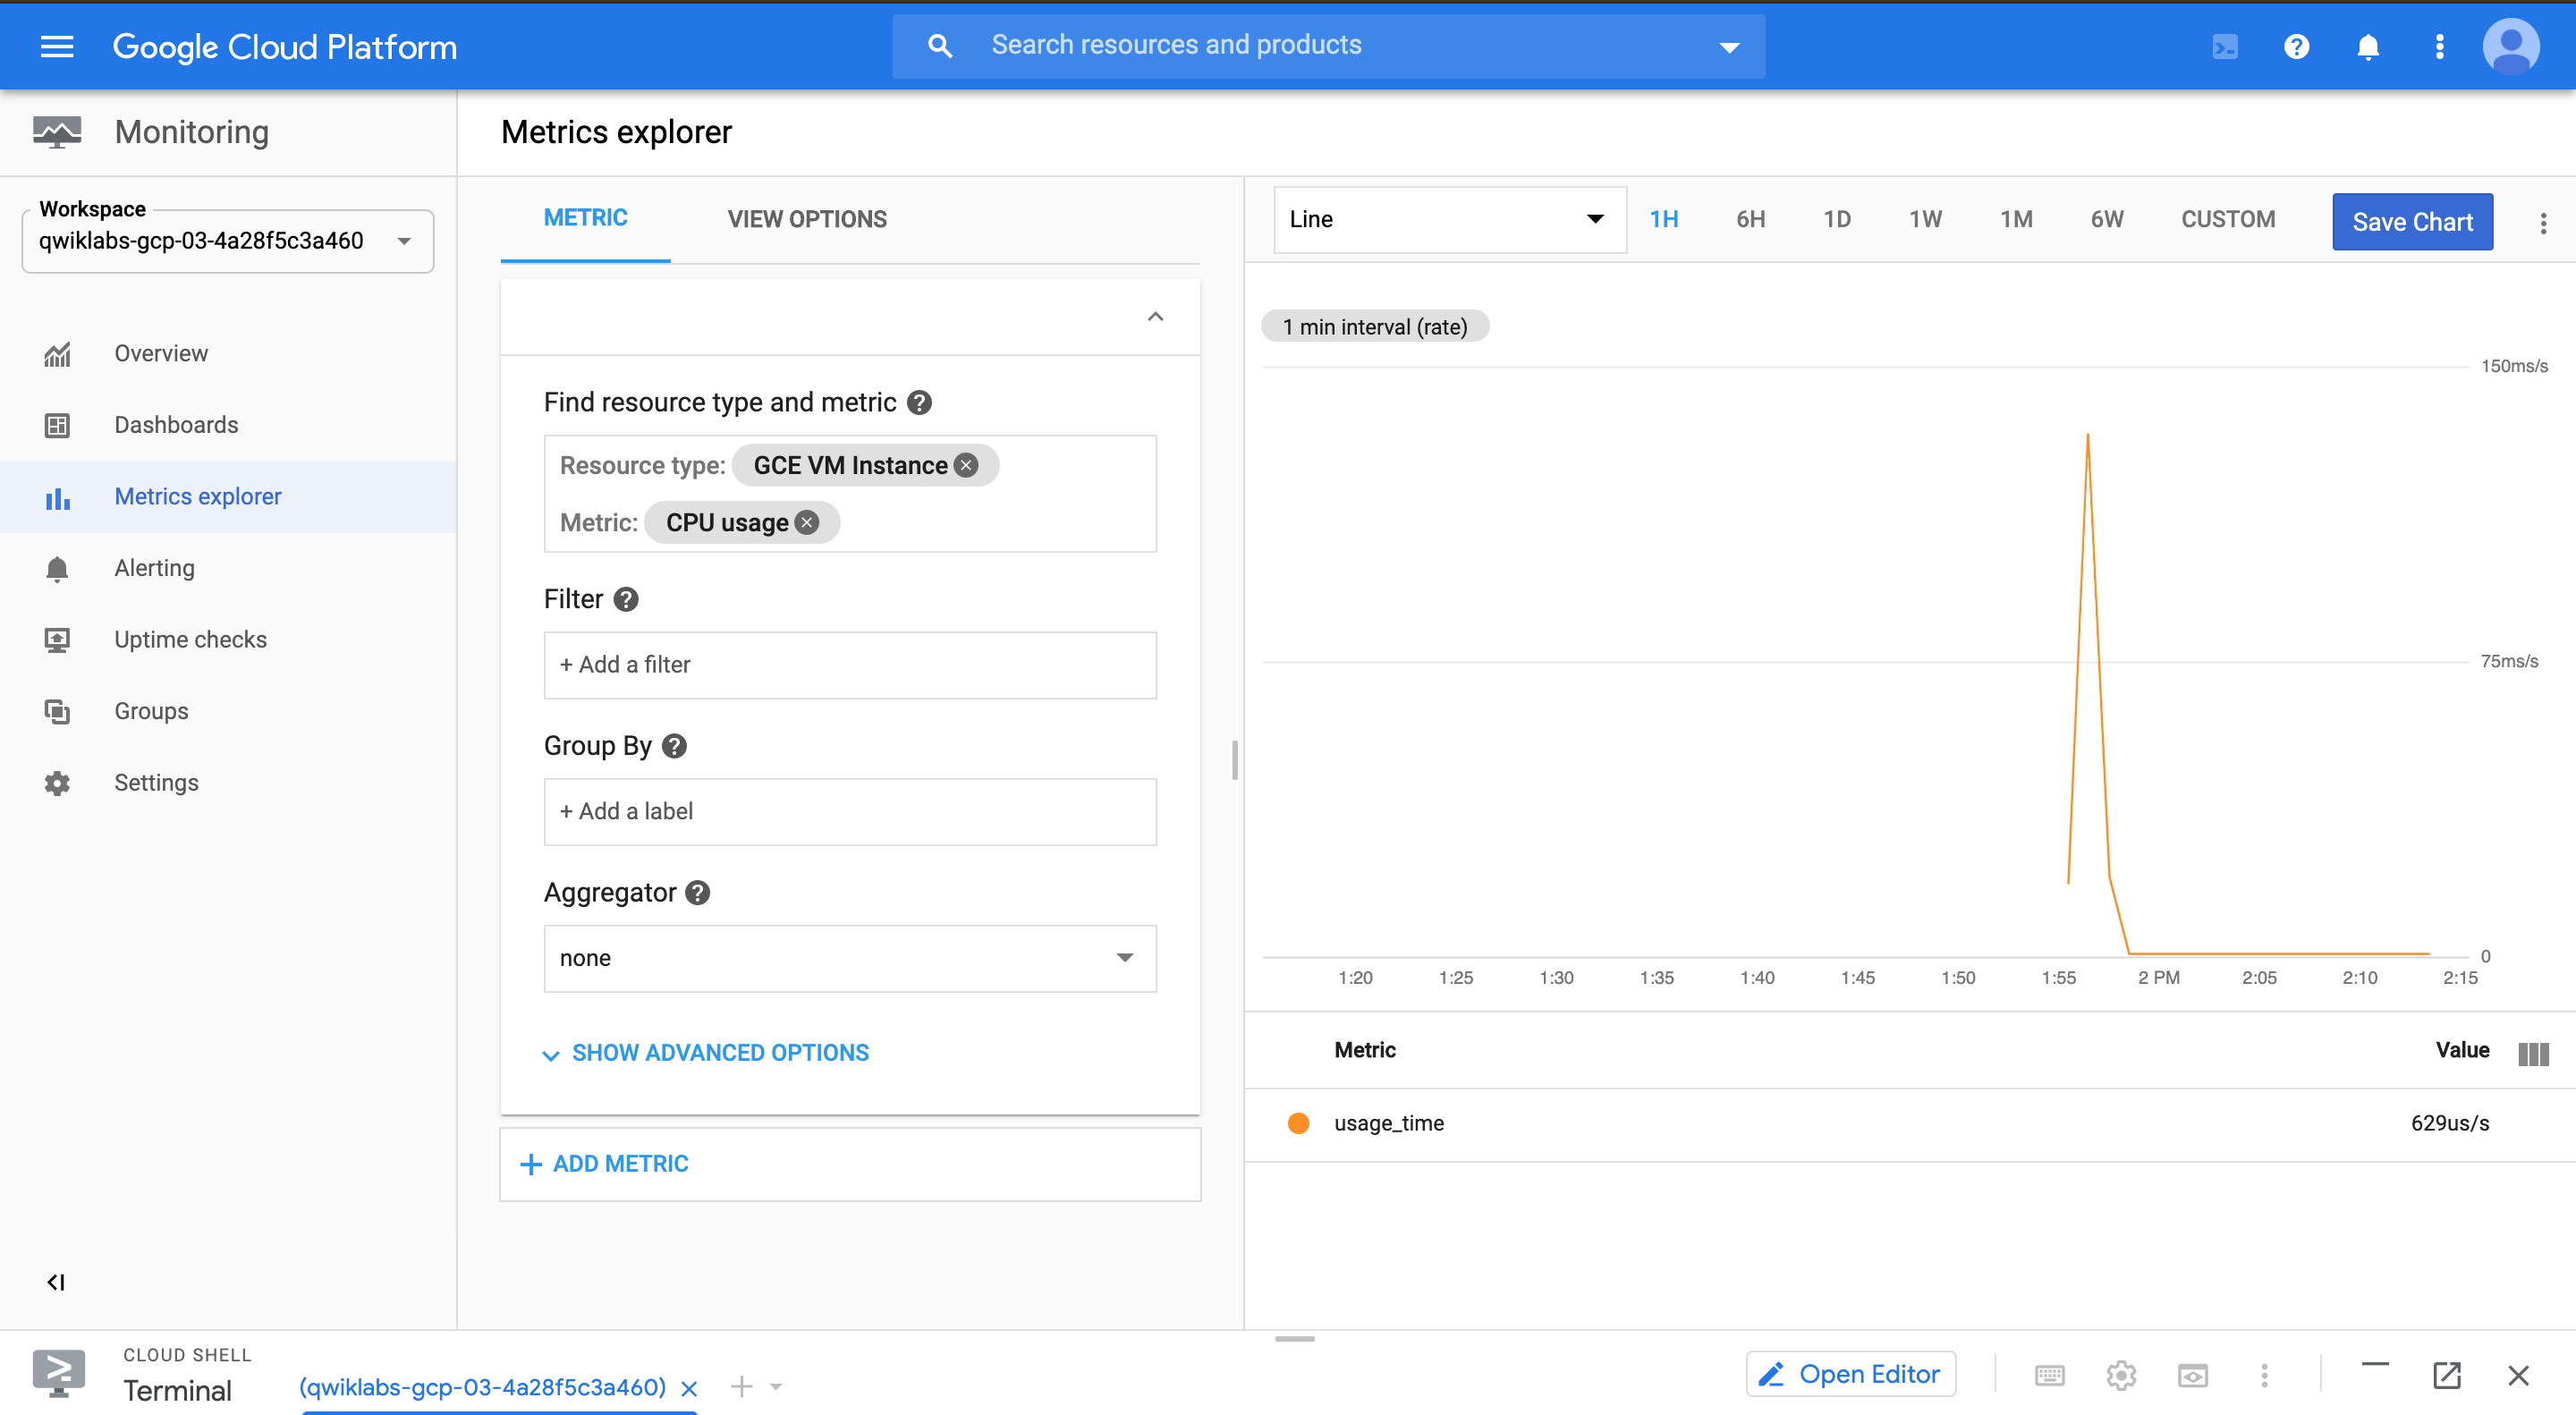 Google Cloud Platform
Search resources and products
Monitoring
Metrics explorer
Workspace
qwiklabs-gcp-03-4a28f5c3a460
Overview
Dashboards
Metrics explorer
Alerting
Uptime checks
Groups
Settings
METRIC
VIEW OPTIONS
Find resource type and metric
Resource type: GCE VM Instance
Metric: CPU usage
Filter
+ Add a filter
Group By
+ Add a label
Aggregator
none
SHOW ADVANCED OPTIONS
+ ADD METRIC
Line
1H 6H 1D 1W 1M 6W CUSTOM
Save Chart
1 min interval (rate)
150ms/s
75ms/s
0
1:20 1:25 1:30 1:35 1:40 1:45 1:50 1:55 2 PM 2:05 2:10 2:15
Metric Value
usage_time 629us/s
CLOUD SHELL
Terminal
(qwiklabs-gcp-03-4a28f5c3a460)
Open Editor